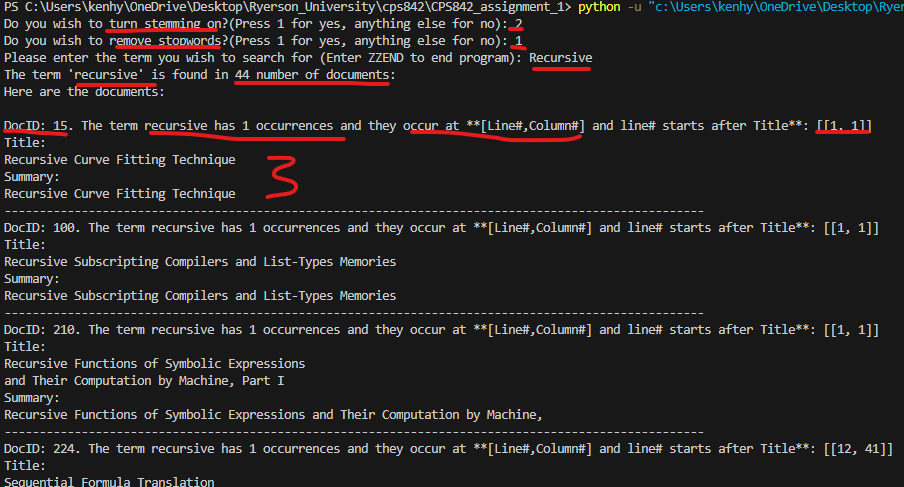 PS C:\Users\kenhy\OneDrive\Desktop\Ryerson_University\cps842\CPS842_assignment_1> python -u "c:\Users\kenhy\OneDrive\Desktop\Ryer
Do you wish to turn stemming on?(Press 1 for yes, anything else for no): 2
Do you wish to remove stopwords?(Press 1 for yes, anything else for no): 1
Please enter the term you wish to search for (Enter ZZEND to end program): Recursive
The term 'recursive' is found in 44 number of documents:
Here are the documents:
DocID: 15. The term recursive has 1 occurrences and they occur at **[Line#,Column#] and line# starts after Title**: [[1, 1]]
Title:
Recursive Curve Fitting Technique
Summary:
Recursive Curve Fitting Technique
3
--------------------------------------------------------------------------------------------------
DocID: 100. The term recursive has 1 occurrences and they occur at **[Line#,Column#] and line# starts after Title**: [[1, 1]]
Title:
Recursive Subscripting Compilers and List-Types Memories
Summary:
Recursive Subscripting Compilers and List-Types Memories
--------------------------------------------------------------------------------------------------
DocID: 210. The term recursive has 1 occurrences and they occur at **[Line#,Column#] and line# starts after Title**: [[1, 1]]
Title:
Recursive Functions of Symbolic Expressions
and Their Computation by Machine, Part I
Summary:
Recursive Functions of Symbolic Expressions and Their Computation by Machine,
--------------------------------------------------------------------------------------------------
DocID: 224. The term recursive has 1 occurrences and they occur at **[Line#,Column#] and line# starts after Title**: [[12, 41]]
Title:
Sequential Formula Translation